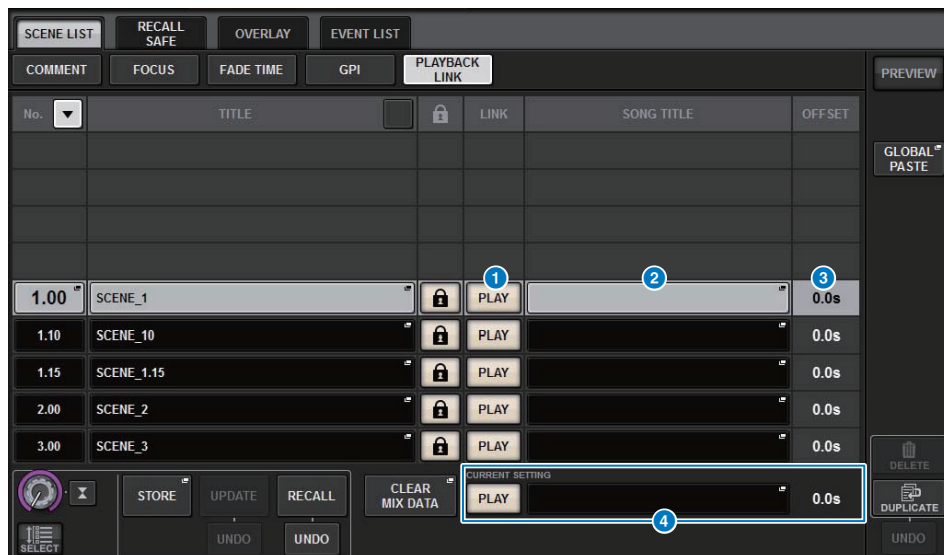 SCENE LIST
RECALL SAFE
OVERLAY
EVENT LIST
COMMENT
FOCUS
FADE TIME
GPI
PLAYBACK LINK
PREVIEW
No.
TITLE
LINK
SONG TITLE
OFFSET
GLOBAL PASTE
1
2
3
1.00 SCENE_1 PLAY 0.0s
1.10 SCENE_10 PLAY 0.0s
1.15 SCENE_1.15 PLAY 0.0s
2.00 SCENE_2 PLAY 0.0s
3.00 SCENE_3 PLAY 0.0s
DELETE
CURRENT SETTING
STORE
UPDATE
RECALL
CLEAR MIX DATA
PLAY
0.0s
DUPLICATE
4
SELECT
UNDO
UNDO
UNDO